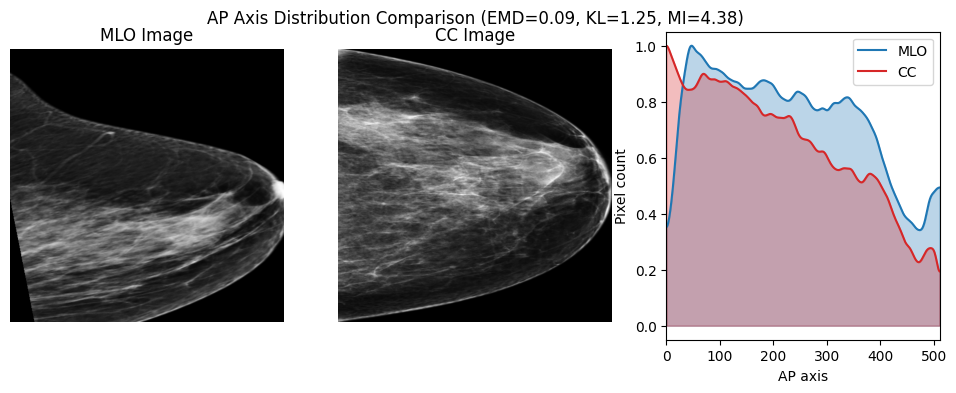 AP Axis Distribution Comparison (EMD=0.09, KL=1.25, MI=4.38)
MLO Image
CC Image
MLO
CC
Pixel count
1.0
0.8
0.6
0.4
0.2
0.0
0 100 200 300 400 500
AP axis